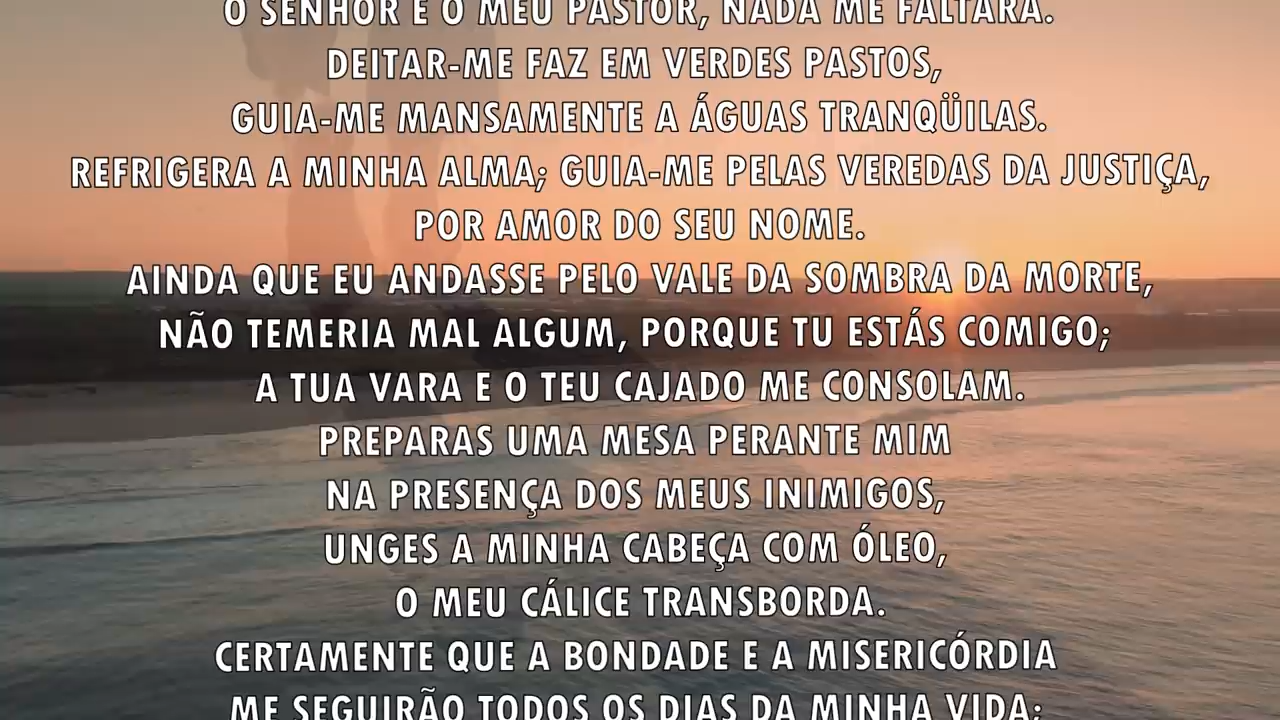 O SENHOR É O MEU PASTOR, NADA ME FALTARÁ.
DEITAR-ME FAZ EM VERDES PASTOS,
GUIA-ME MANSAMENTE A ÁGUAS TRANQÜILAS.
REFRIGERA A MINHA ALMA; GUIA-ME PELAS VEREDAS DA JUSTIÇA,
POR AMOR DO SEU NOME.
AINDA QUE EU ANDASSE PELO VALE DA SOMBRA DA MORTE,
NÃO TEMERIA MAL ALGUM, PORQUE TU ESTÁS COMIGO;
A TUA VARA E O TEU CAJADO ME CONSOLAM.
PREPARAS UMA MESA PERANTE MIM
NA PRESENÇA DOS MEUS INIMIGOS,
UNGES A MINHA CABEÇA COM ÓLEO,
O MEU CÁLICE TRANSBORDA.
CERTAMENTE QUE A BONDADE E A MISERICÓRDIA
ME SEGUIRÃO TODOS OS DIAS DA MINHA VIDA;